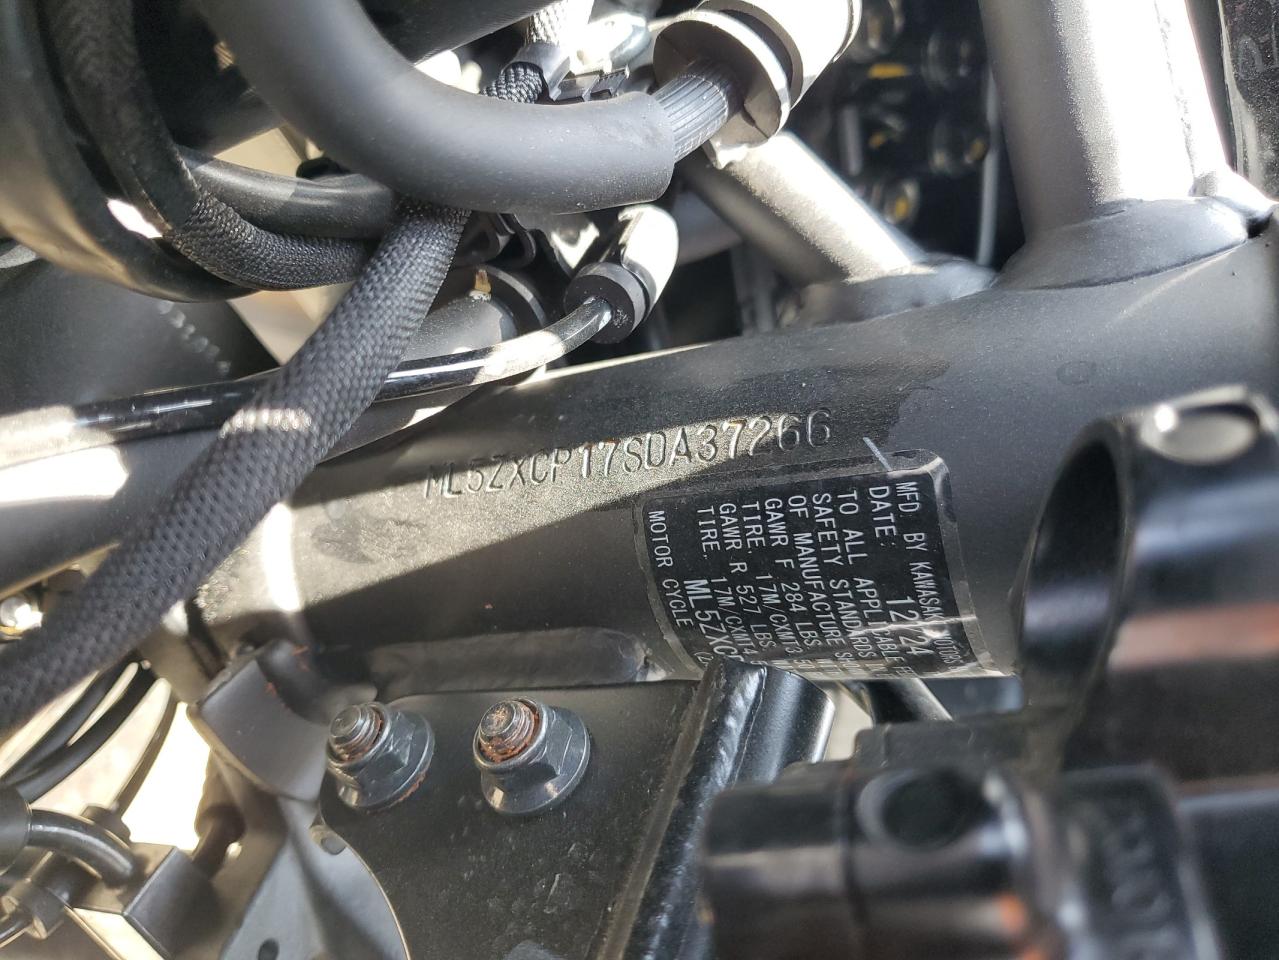 ML5ZXCP17SDA37266
MFD BY KAWASAKI MOTORS
DATE: 12/24
TO ALL APPLICABLE
SAFETY STANDARDS
OF MANUFACTURE
GAWR F 284 LBS.
TIRE. 17M/CXMT3.
GAWR R 527 LBS.
TIRE. 17M/CXMT4
ML5ZXC
MOTOR CYCLE